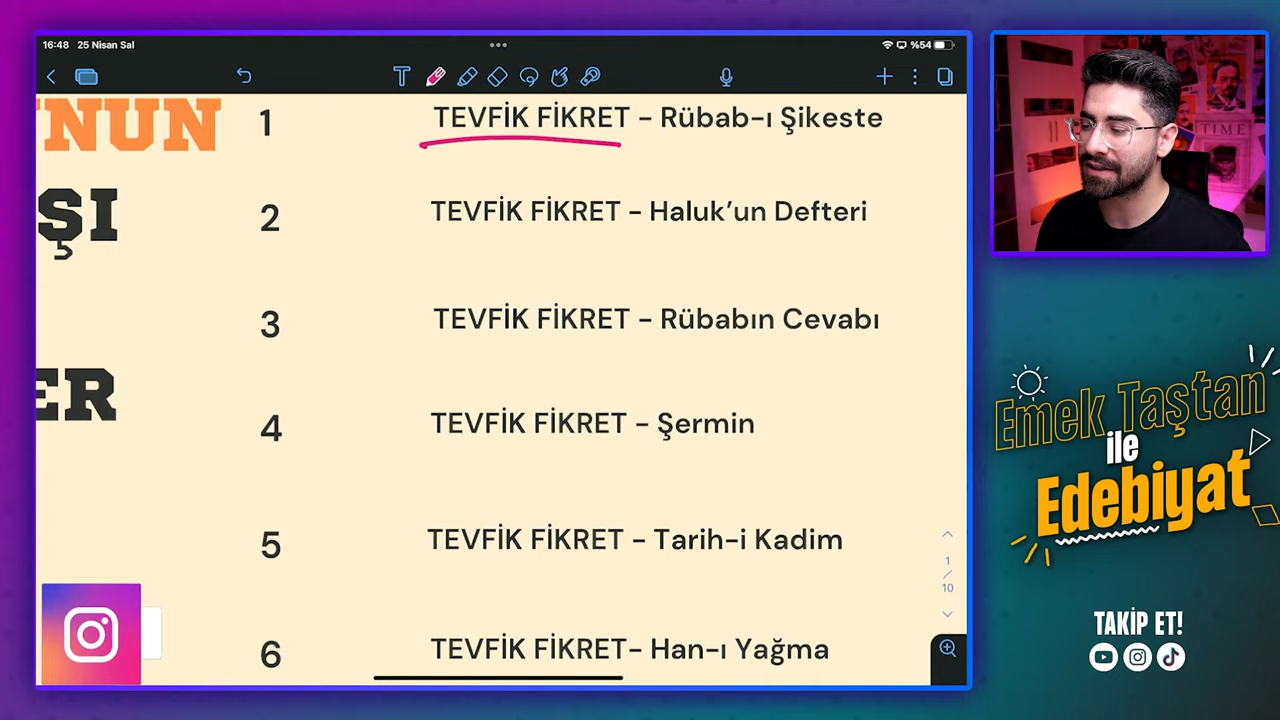 16:48 25 Nisan Sal
%54
NUN
1 TEVFİK FİKRET - Rübab-ı Şikeste
ŞI
2 TEVFİK FİKRET - Haluk'un Defteri
3 TEVFİK FİKRET - Rübabın Cevabı
ER
4 TEVFİK FİKRET - Şermin
5 TEVFİK FİKRET - Tarih-i Kadim
1
/
10
6 TEVFİK FİKRET- Han-ı Yağma
TIME
Emek Taştan
ile
Edebiyat
TAKİP ET!